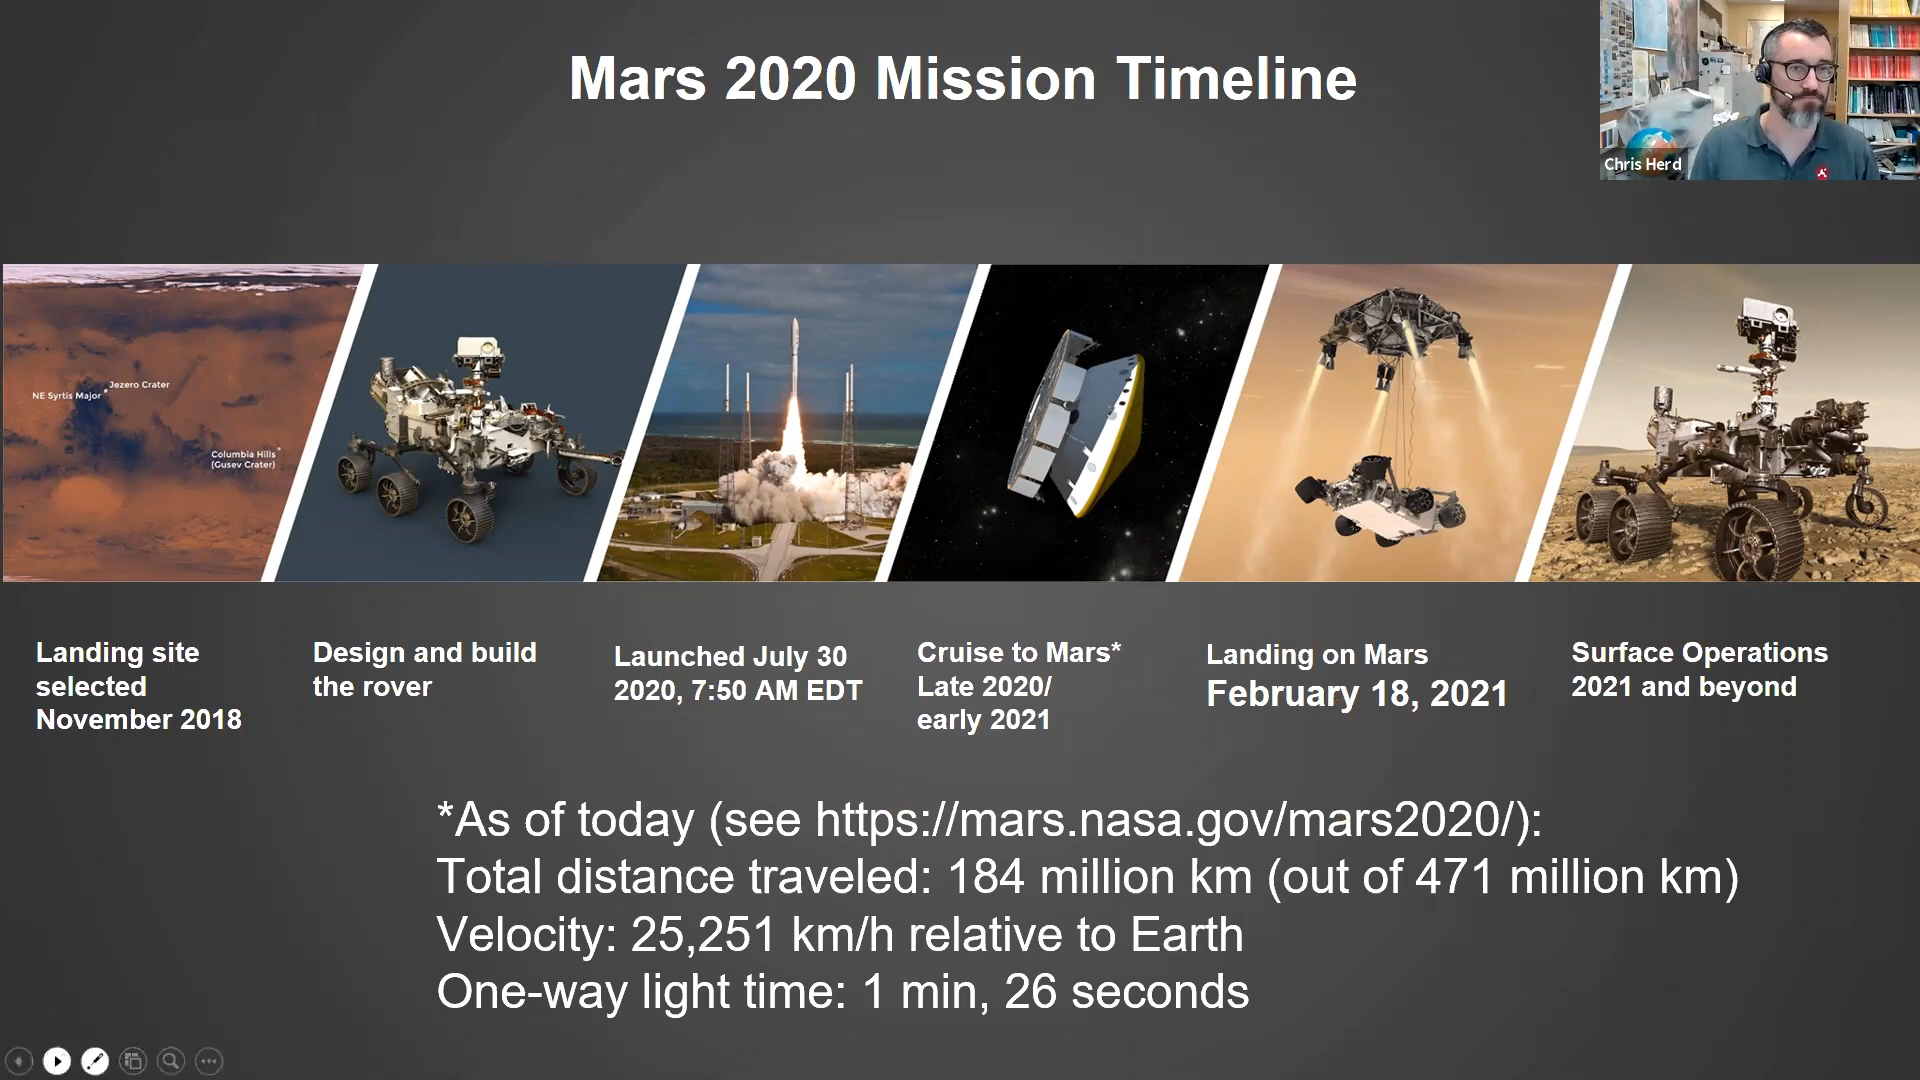 Mars 2020 Mission Timeline
Chris Herd
Jezero Crater
NE Syrtis Major
Columbia Hills
(Gusev Crater)
Landing site
selected
November 2018
Design and build
the rover
Launched July 30
2020, 7:50 AM EDT
Cruise to Mars*
Late 2020/
early 2021
Landing on Mars
February 18, 2021
Surface Operations
2021 and beyond
*As of today (see https://mars.nasa.gov/mars2020/):
Total distance traveled: 184 million km (out of 471 million km)
Velocity: 25,251 km/h relative to Earth
One-way light time: 1 min, 26 seconds